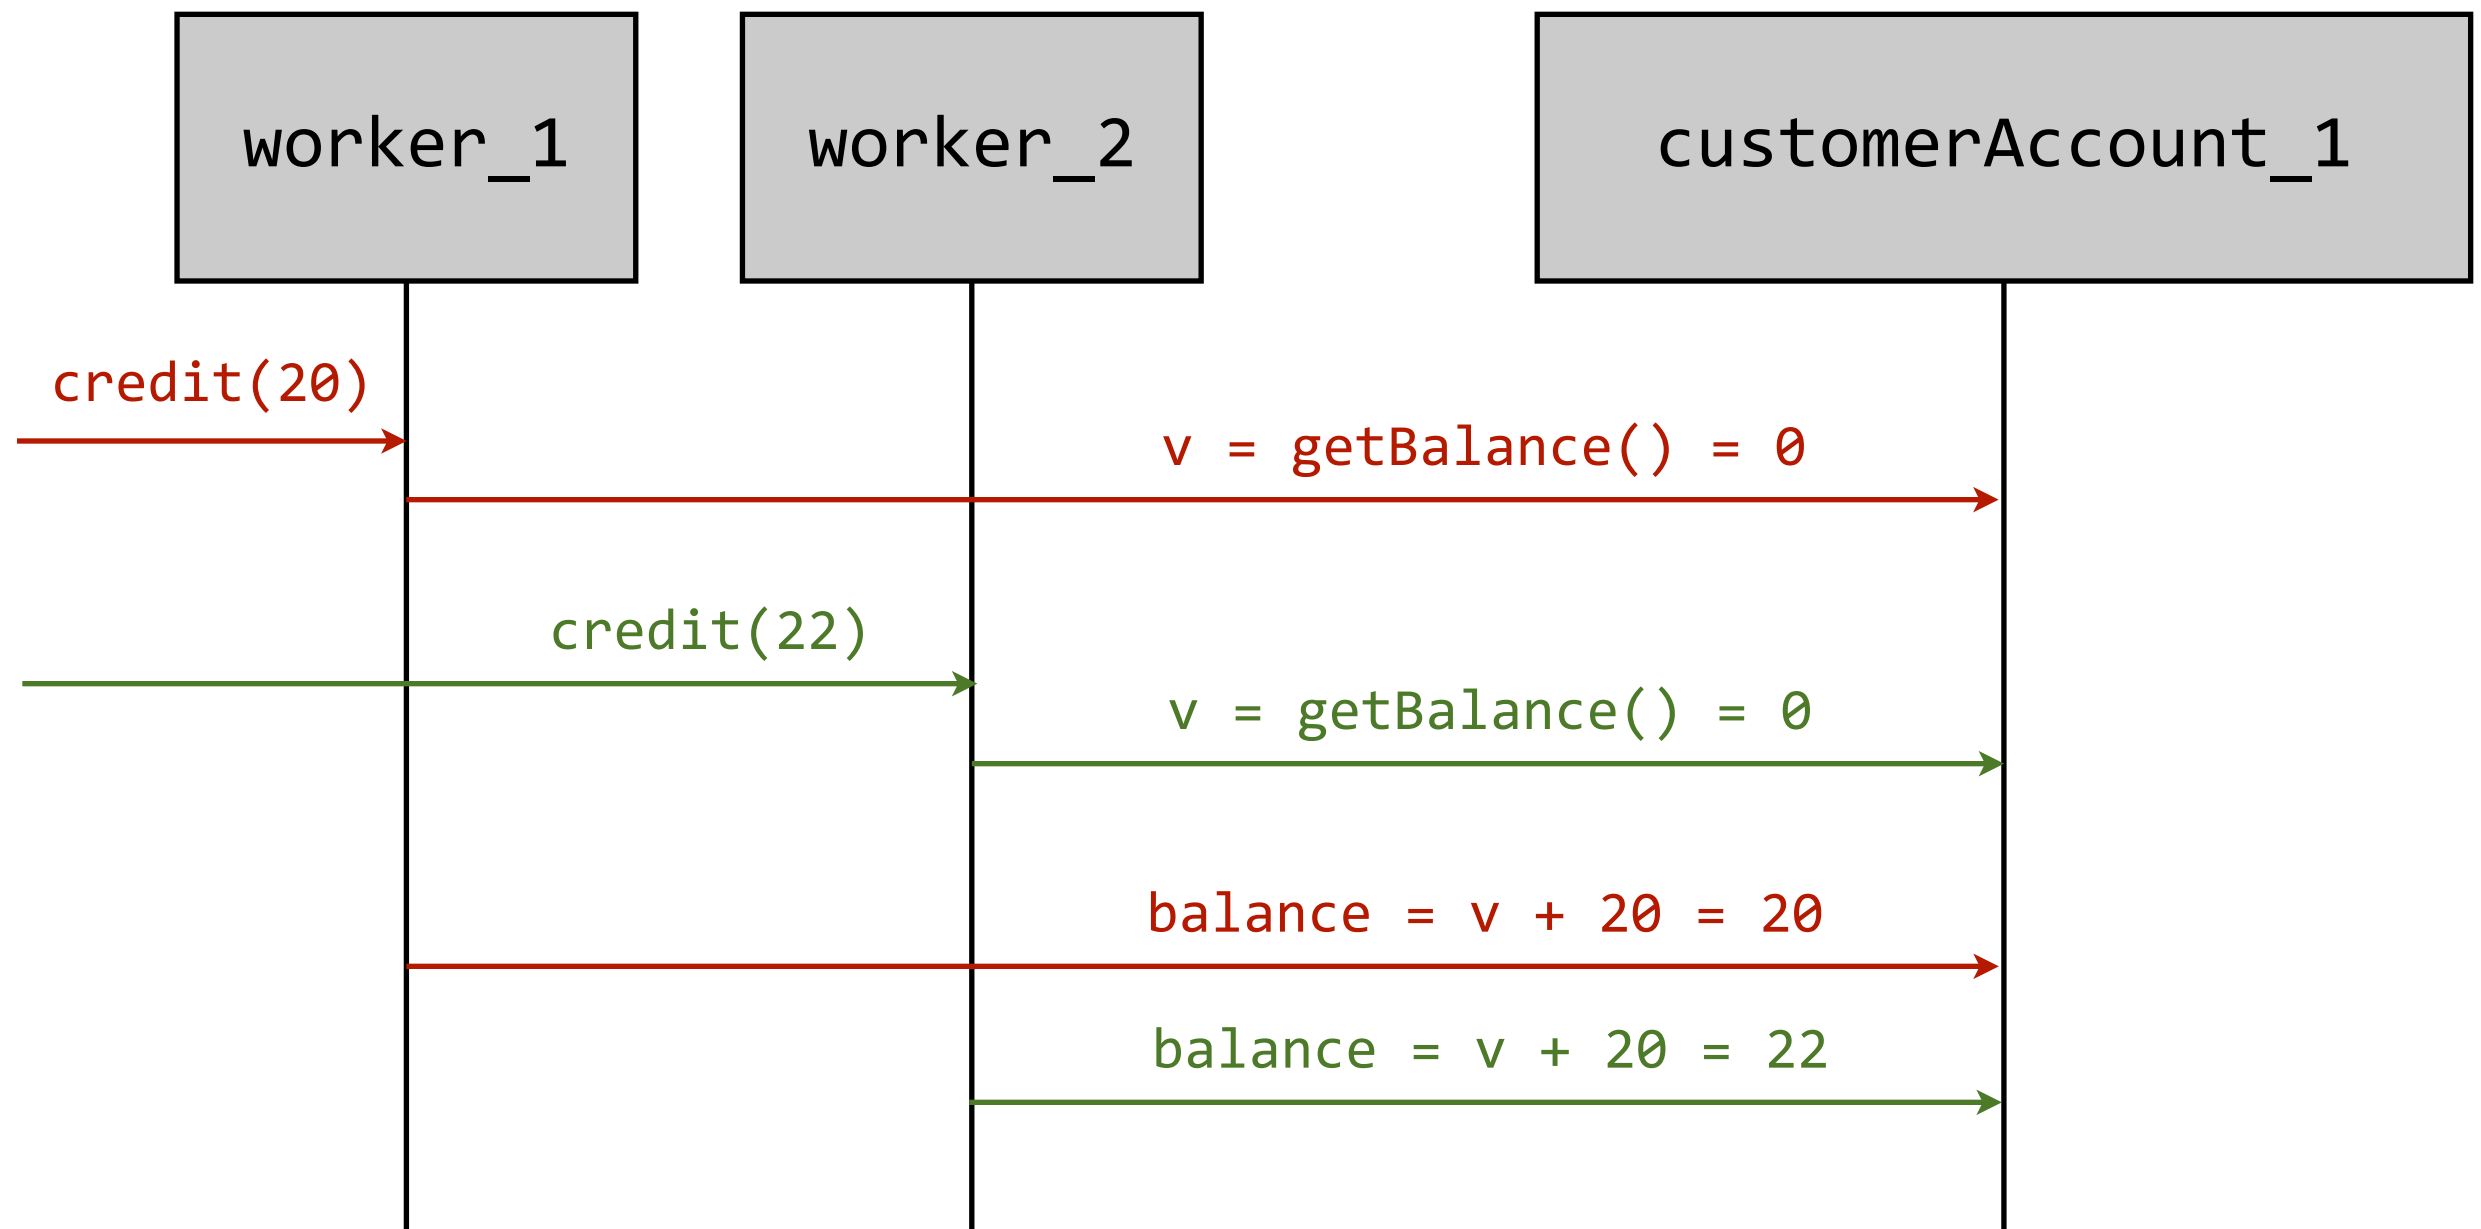 worker_1
worker_2
customerAccount_1
credit(20)
v = getBalance() = 0
credit(22)
v = getBalance() = 0
balance = v + 20 = 20
balance = v + 20 = 22